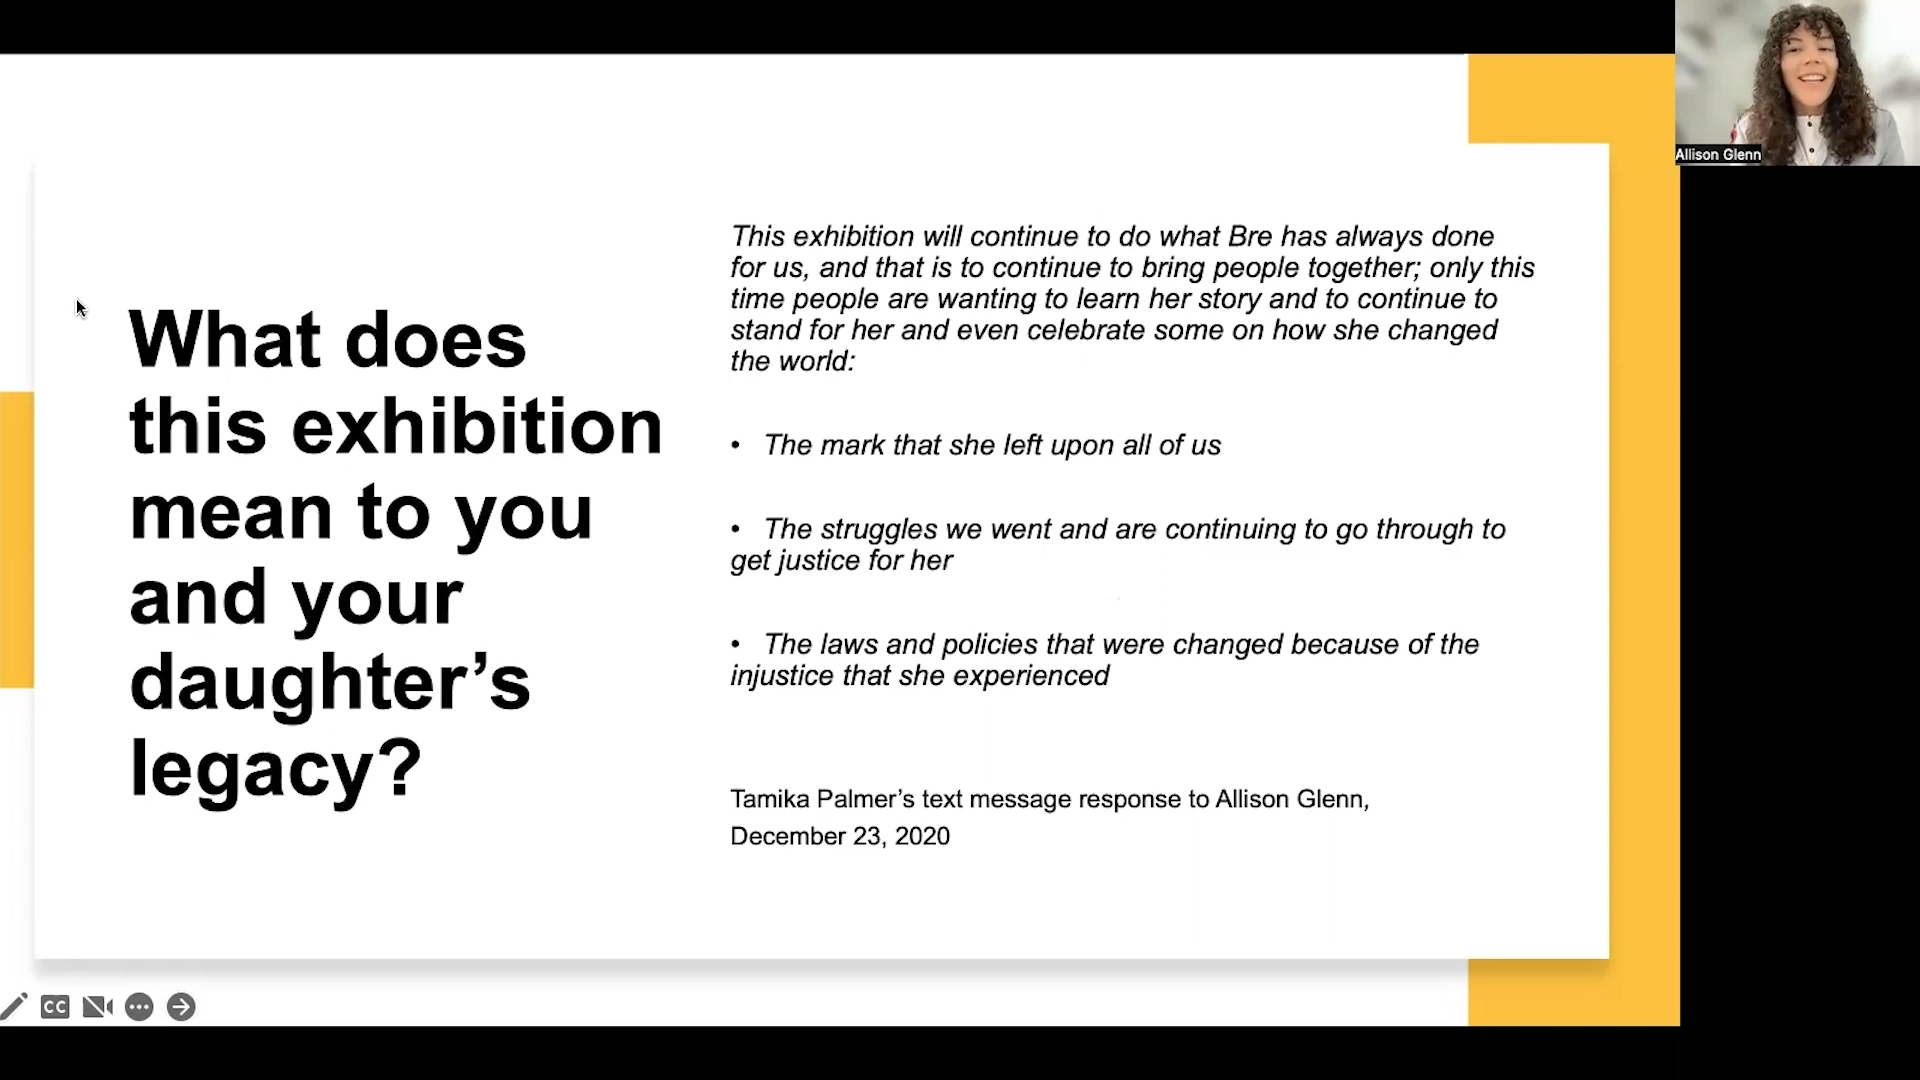 What does
this exhibition
mean to you
and your
daughter’s
legacy?
This exhibition will continue to do what Bre has always done
for us, and that is to continue to bring people together; only this
time people are wanting to learn her story and to continue to
stand for her and even celebrate some on how she changed
the world:
• The mark that she left upon all of us
• The struggles we went and are continuing to go through to
get justice for her
• The laws and policies that were changed because of the
injustice that she experienced
Tamika Palmer’s text message response to Allison Glenn,
December 23, 2020
Allison Glenn
CC